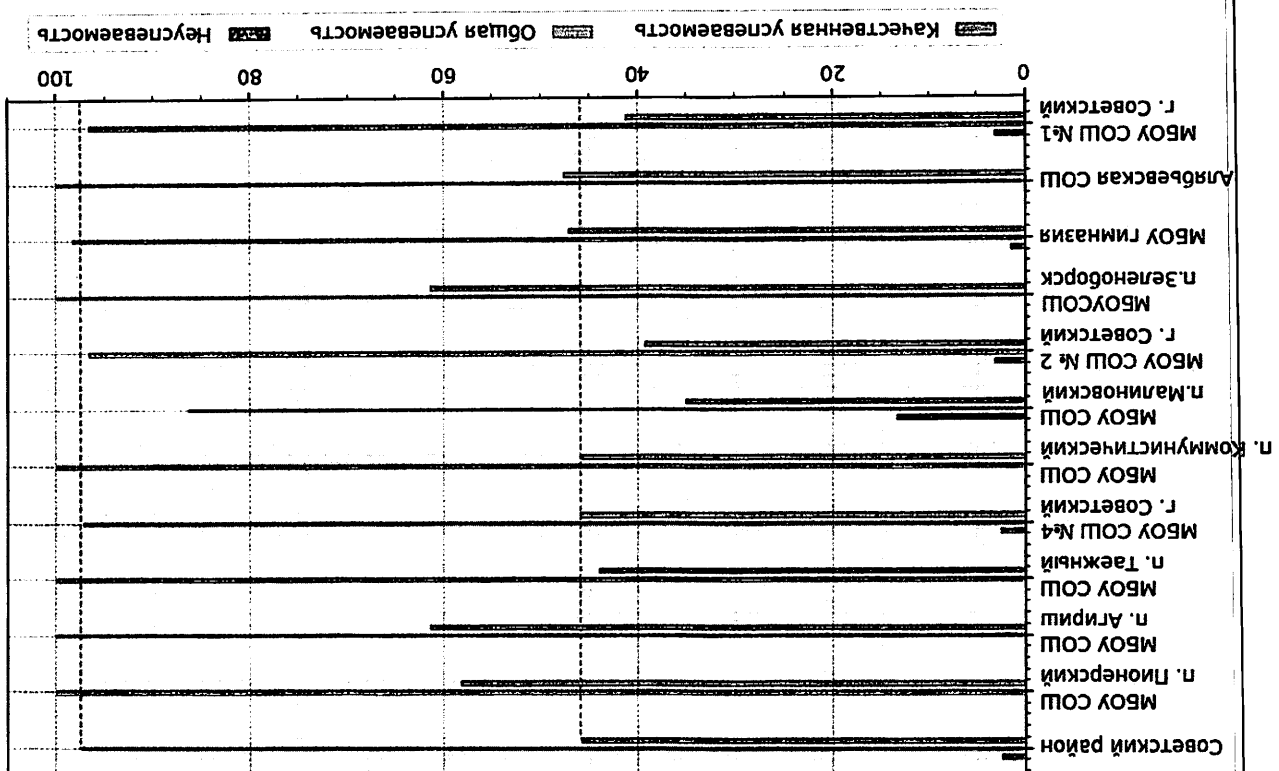 Советский район
МБОУ СОШ
п. Пионерский
МБОУ СОШ
п. Агириш
МБОУ СОШ
п. Таежный
МБОУ СОШ №4
г. Советский
МБОУ СОШ
п. Коммунистический
МБОУ СОШ
п.Малиновский
МБОУ СОШ № 2
г. Советский
МБОУСОШ
п.Зеленоборск
МБОУ гимназия
Алябьевская СОШ
МБОУ СОШ №1
г. Советский
0 20 40 60 80 100
Качественная успеваемость Общая успеваемость Неуспеваемость